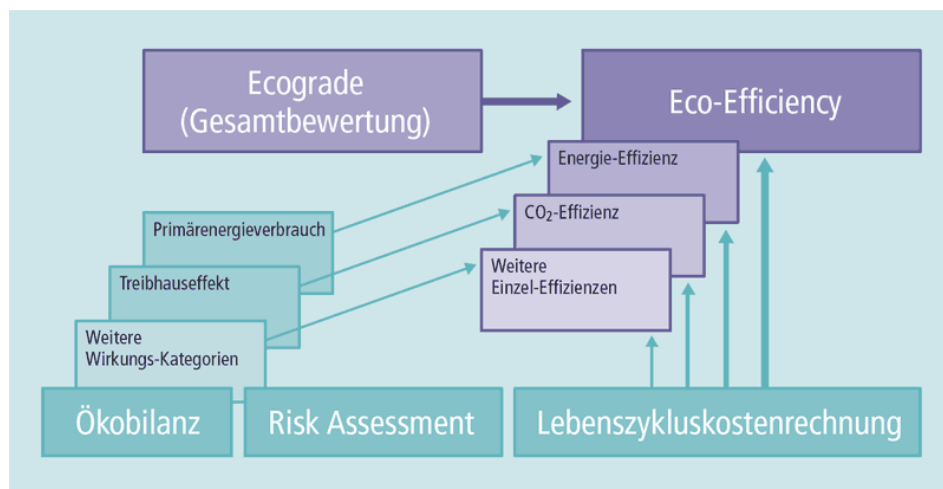 Ecograde
(Gesamtbewertung)
Eco-Efficiency
Energie-Effizienz
CO₂-Effizienz
Weitere
Einzel-Effizienzen
Primärenergieverbrauch
Treibhauseffekt
Weitere
Wirkungs-Kategorien
Ökobilanz
Risk Assessment
Lebenszykluskostenrechnung